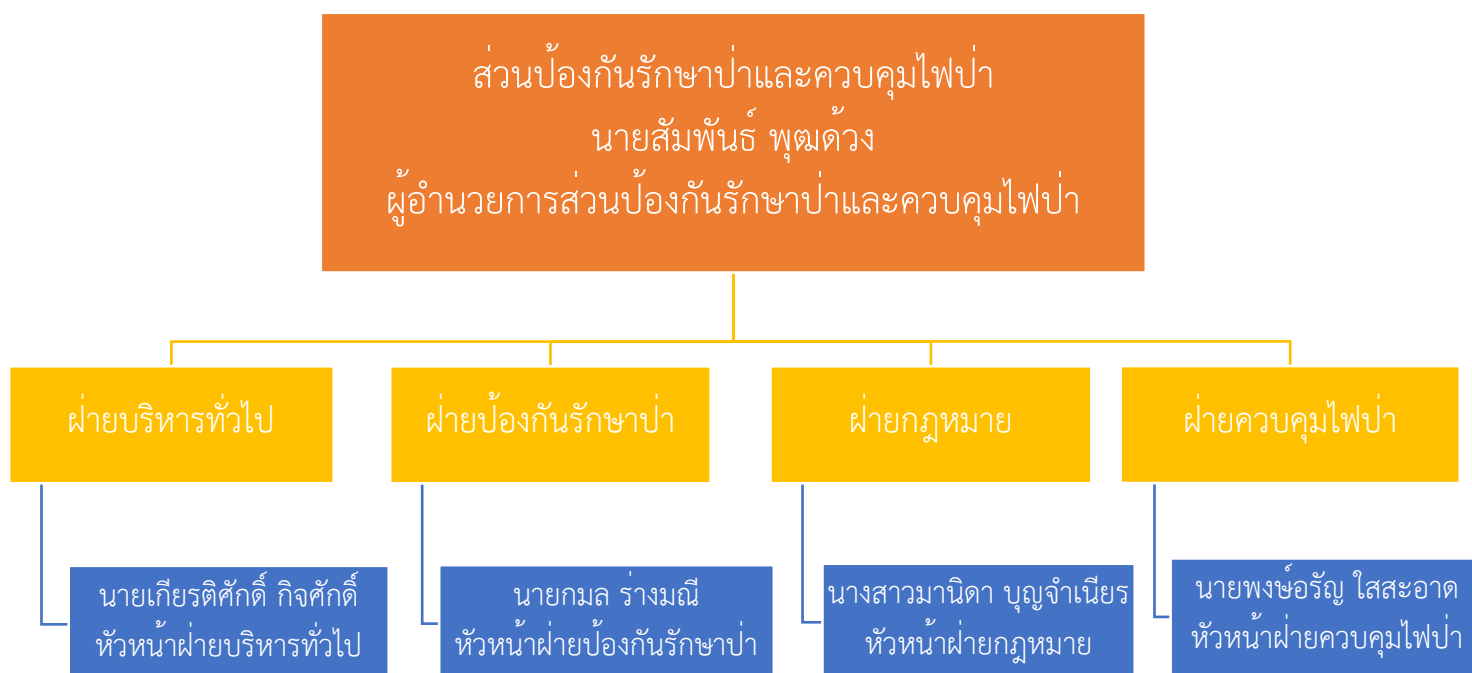 ส่วนป้องกันรักษาป่าและควบคุมไฟป่า
นายสัมพันธ์ พุฒด้วง
ผู้อำนวยการส่วนป้องกันรักษาป่าและควบคุมไฟป่า
ฝ่ายบริหารทั่วไป
ฝ่ายป้องกันรักษาป่า
ฝ่ายกฎหมาย
ฝ่ายควบคุมไฟป่า
นายเกียรติศักดิ์ กิจศักดิ์
หัวหน้าฝ่ายบริหารทั่วไป
นายกมล ร่างมณี
หัวหน้าฝ่ายป้องกันรักษาป่า
นางสาวมานิดา บุญจำเนียร
หัวหน้าฝ่ายกฎหมาย
นายพงษ์อรัญ ใสสะอาด
หัวหน้าฝ่ายควบคุมไฟป่า